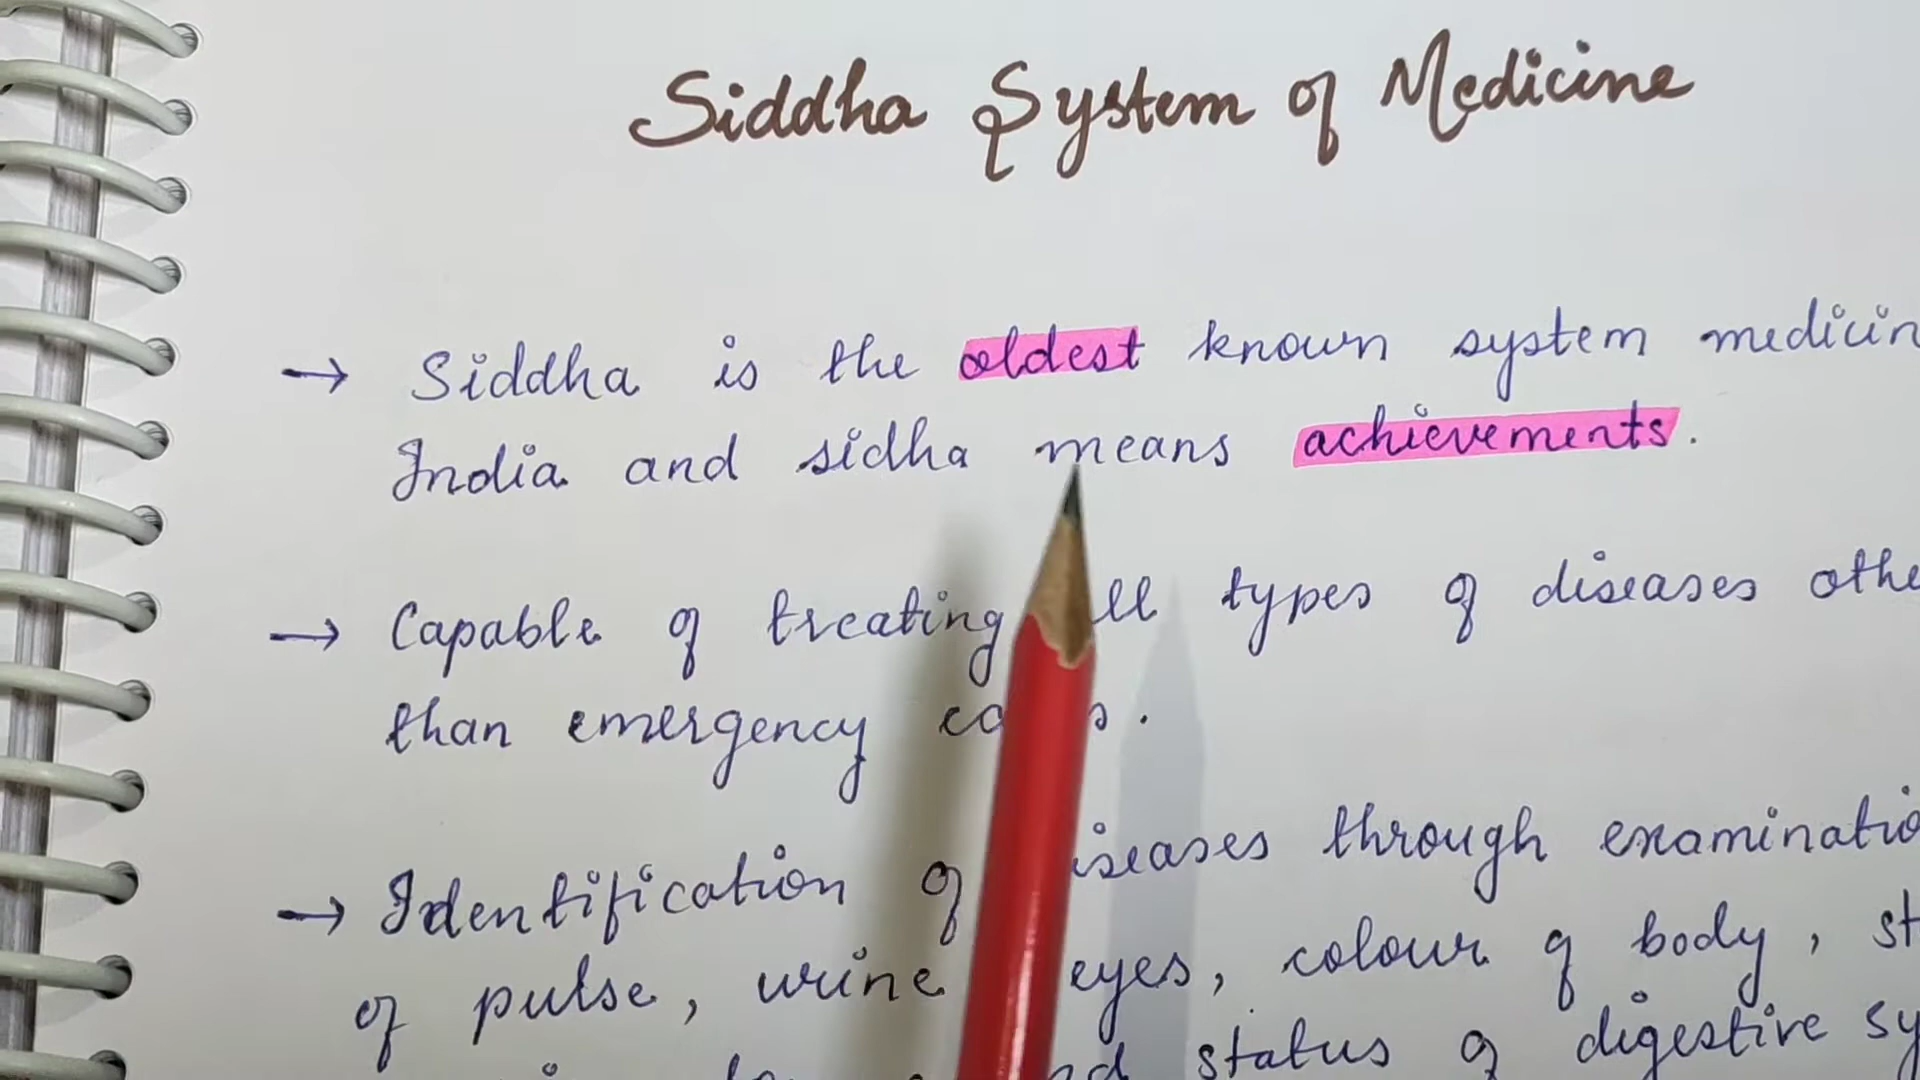 Siddha System of Medicine
→ Siddha is the oldest known system medicin
India and sidha means achievements.
→ Capable of treating all types of diseases othe
than emergency .
→ Identification of diseases through examinatio
of pulse, urine eyes, colour of body, st
status of digestive sy